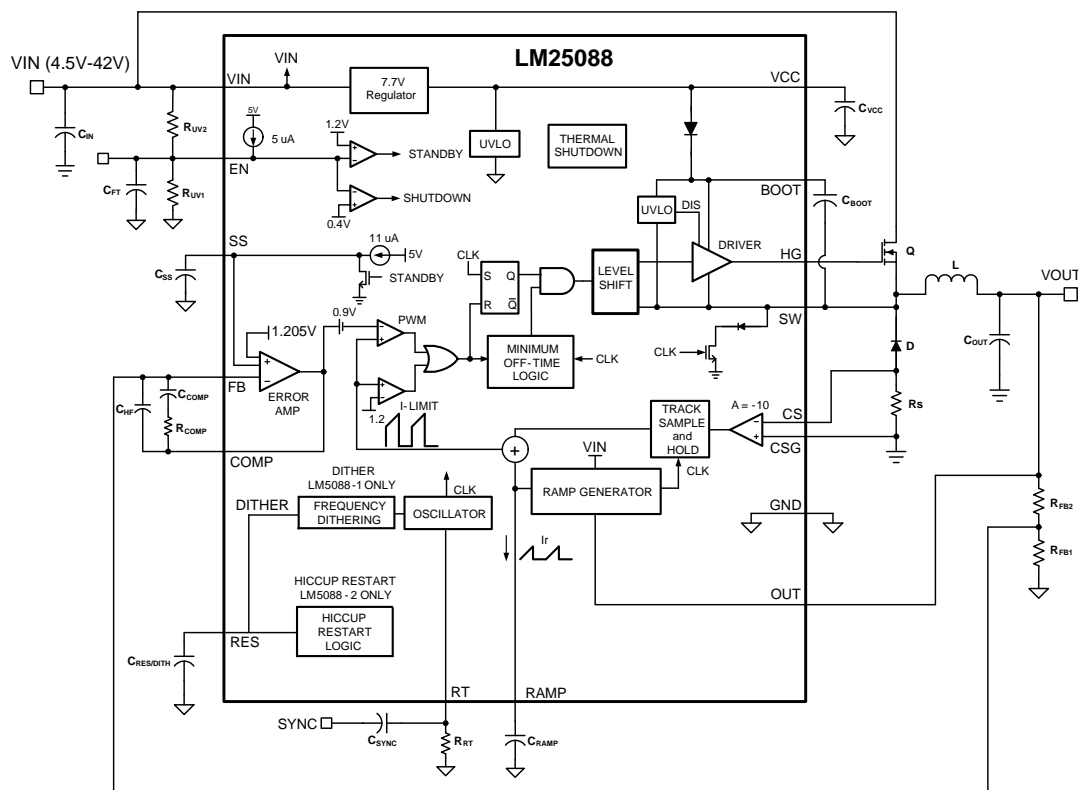 LM25088
VIN (4.5V-42V)
VIN
VIN
7.7V
Regulator
VCC
CVCC
CIN
RUV2
5V
5 uA
1.2V
STANDBY
UVLO
THERMAL
SHUTDOWN
EN
CFT
RUV1
SHUTDOWN
0.4V
BOOT
UVLO
DIS
CBOOT
SS
11 uA
5V
CSS
STANDBY
CLK
S
Q
R
Q
LEVEL
SHIFT
DRIVER
HG
Q
L
VOUT
SW
0.9V
PWM
1.205V
MINIMUM
OFF-TIME
LOGIC
CLK
CLK
D
COUT
FB
ERROR
AMP
CCOMP
CHF
RCOMP
1.2
I-LIMIT
A = -10
CS
RS
TRACK
SAMPLE
and
HOLD
CSG
COMP
+
VIN
CLK
DITHER
LM5088-1 ONLY
CLK
DITHER
FREQUENCY
DITHERING
OSCILLATOR
RAMP GENERATOR
GND
RFB2
RFB1
Ir
HICCUP RESTART
LM5088-2 ONLY
OUT
HICCUP
RESTART
LOGIC
RES
CRES/DITH
RT
RAMP
SYNC
CSYNC
RRT
CRAMP